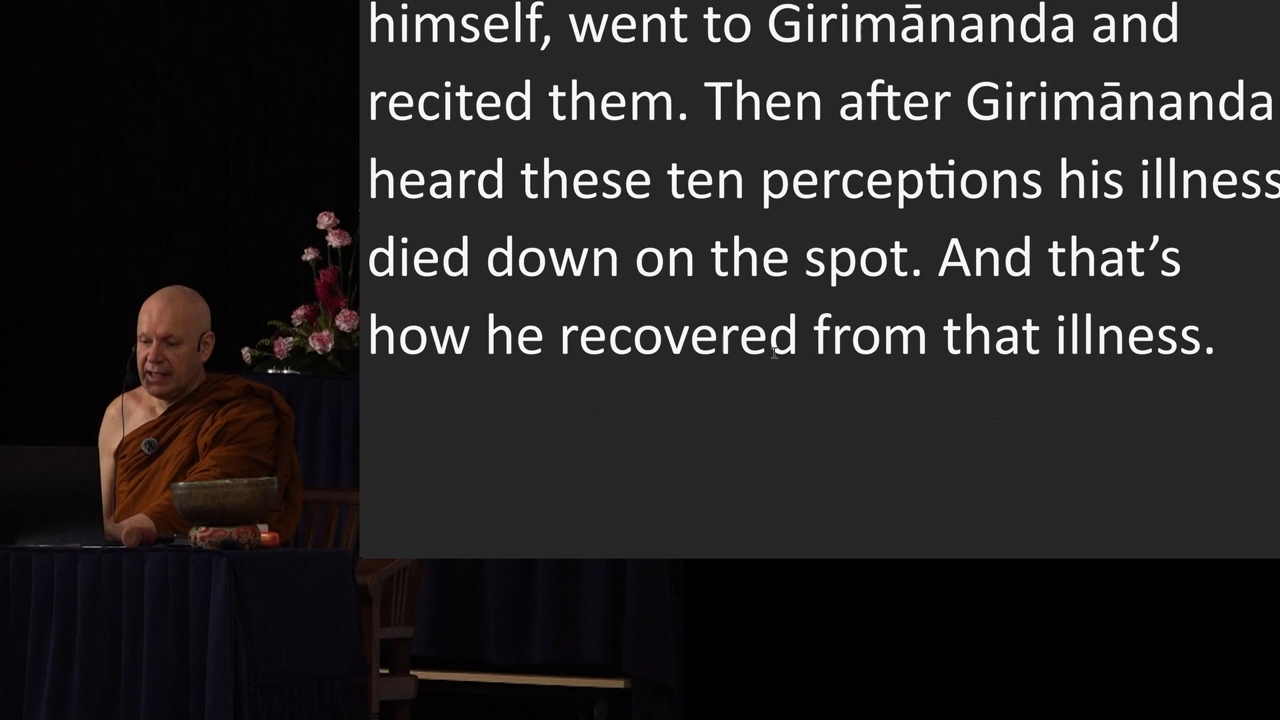 himself, went to Girimānanda and
recited them. Then after Girimānanda
heard these ten perceptions his illness
died down on the spot. And that’s
how he recovered from that illness.